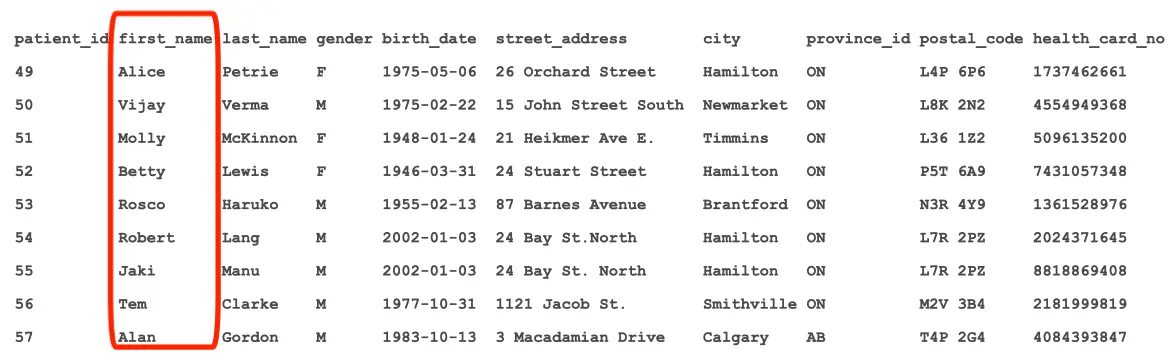 patient_id first_name last_name gender birth_date street_address city province_id postal_code health_card_no
49 Alice Petrie F 1975-05-06 26 Orchard Street Hamilton ON L4P 6P6 1737462661
50 Vijay Verma M 1975-02-22 15 John Street South Newmarket ON L8K 2N2 4554949368
51 Molly McKinnon F 1948-01-24 21 Heikmer Ave E. Timmins ON L36 1Z2 5096135200
52 Betty Lewis F 1946-03-31 24 Stuart Street Hamilton ON P5T 6A9 7431057348
53 Rosco Haruko M 1955-02-13 87 Barnes Avenue Brantford ON N3R 4Y9 1361528976
54 Robert Lang M 2002-01-03 24 Bay St.North Hamilton ON L7R 2PZ 2024371645
55 Jaki Manu M 2002-01-03 24 Bay St. North Hamilton ON L7R 2PZ 8818869408
56 Tem Clarke M 1977-10-31 1121 Jacob St. Smithville ON M2V 3B4 2181999819
57 Alan Gordon M 1983-10-13 3 Macadamian Drive Calgary AB T4P 2G4 4084393847